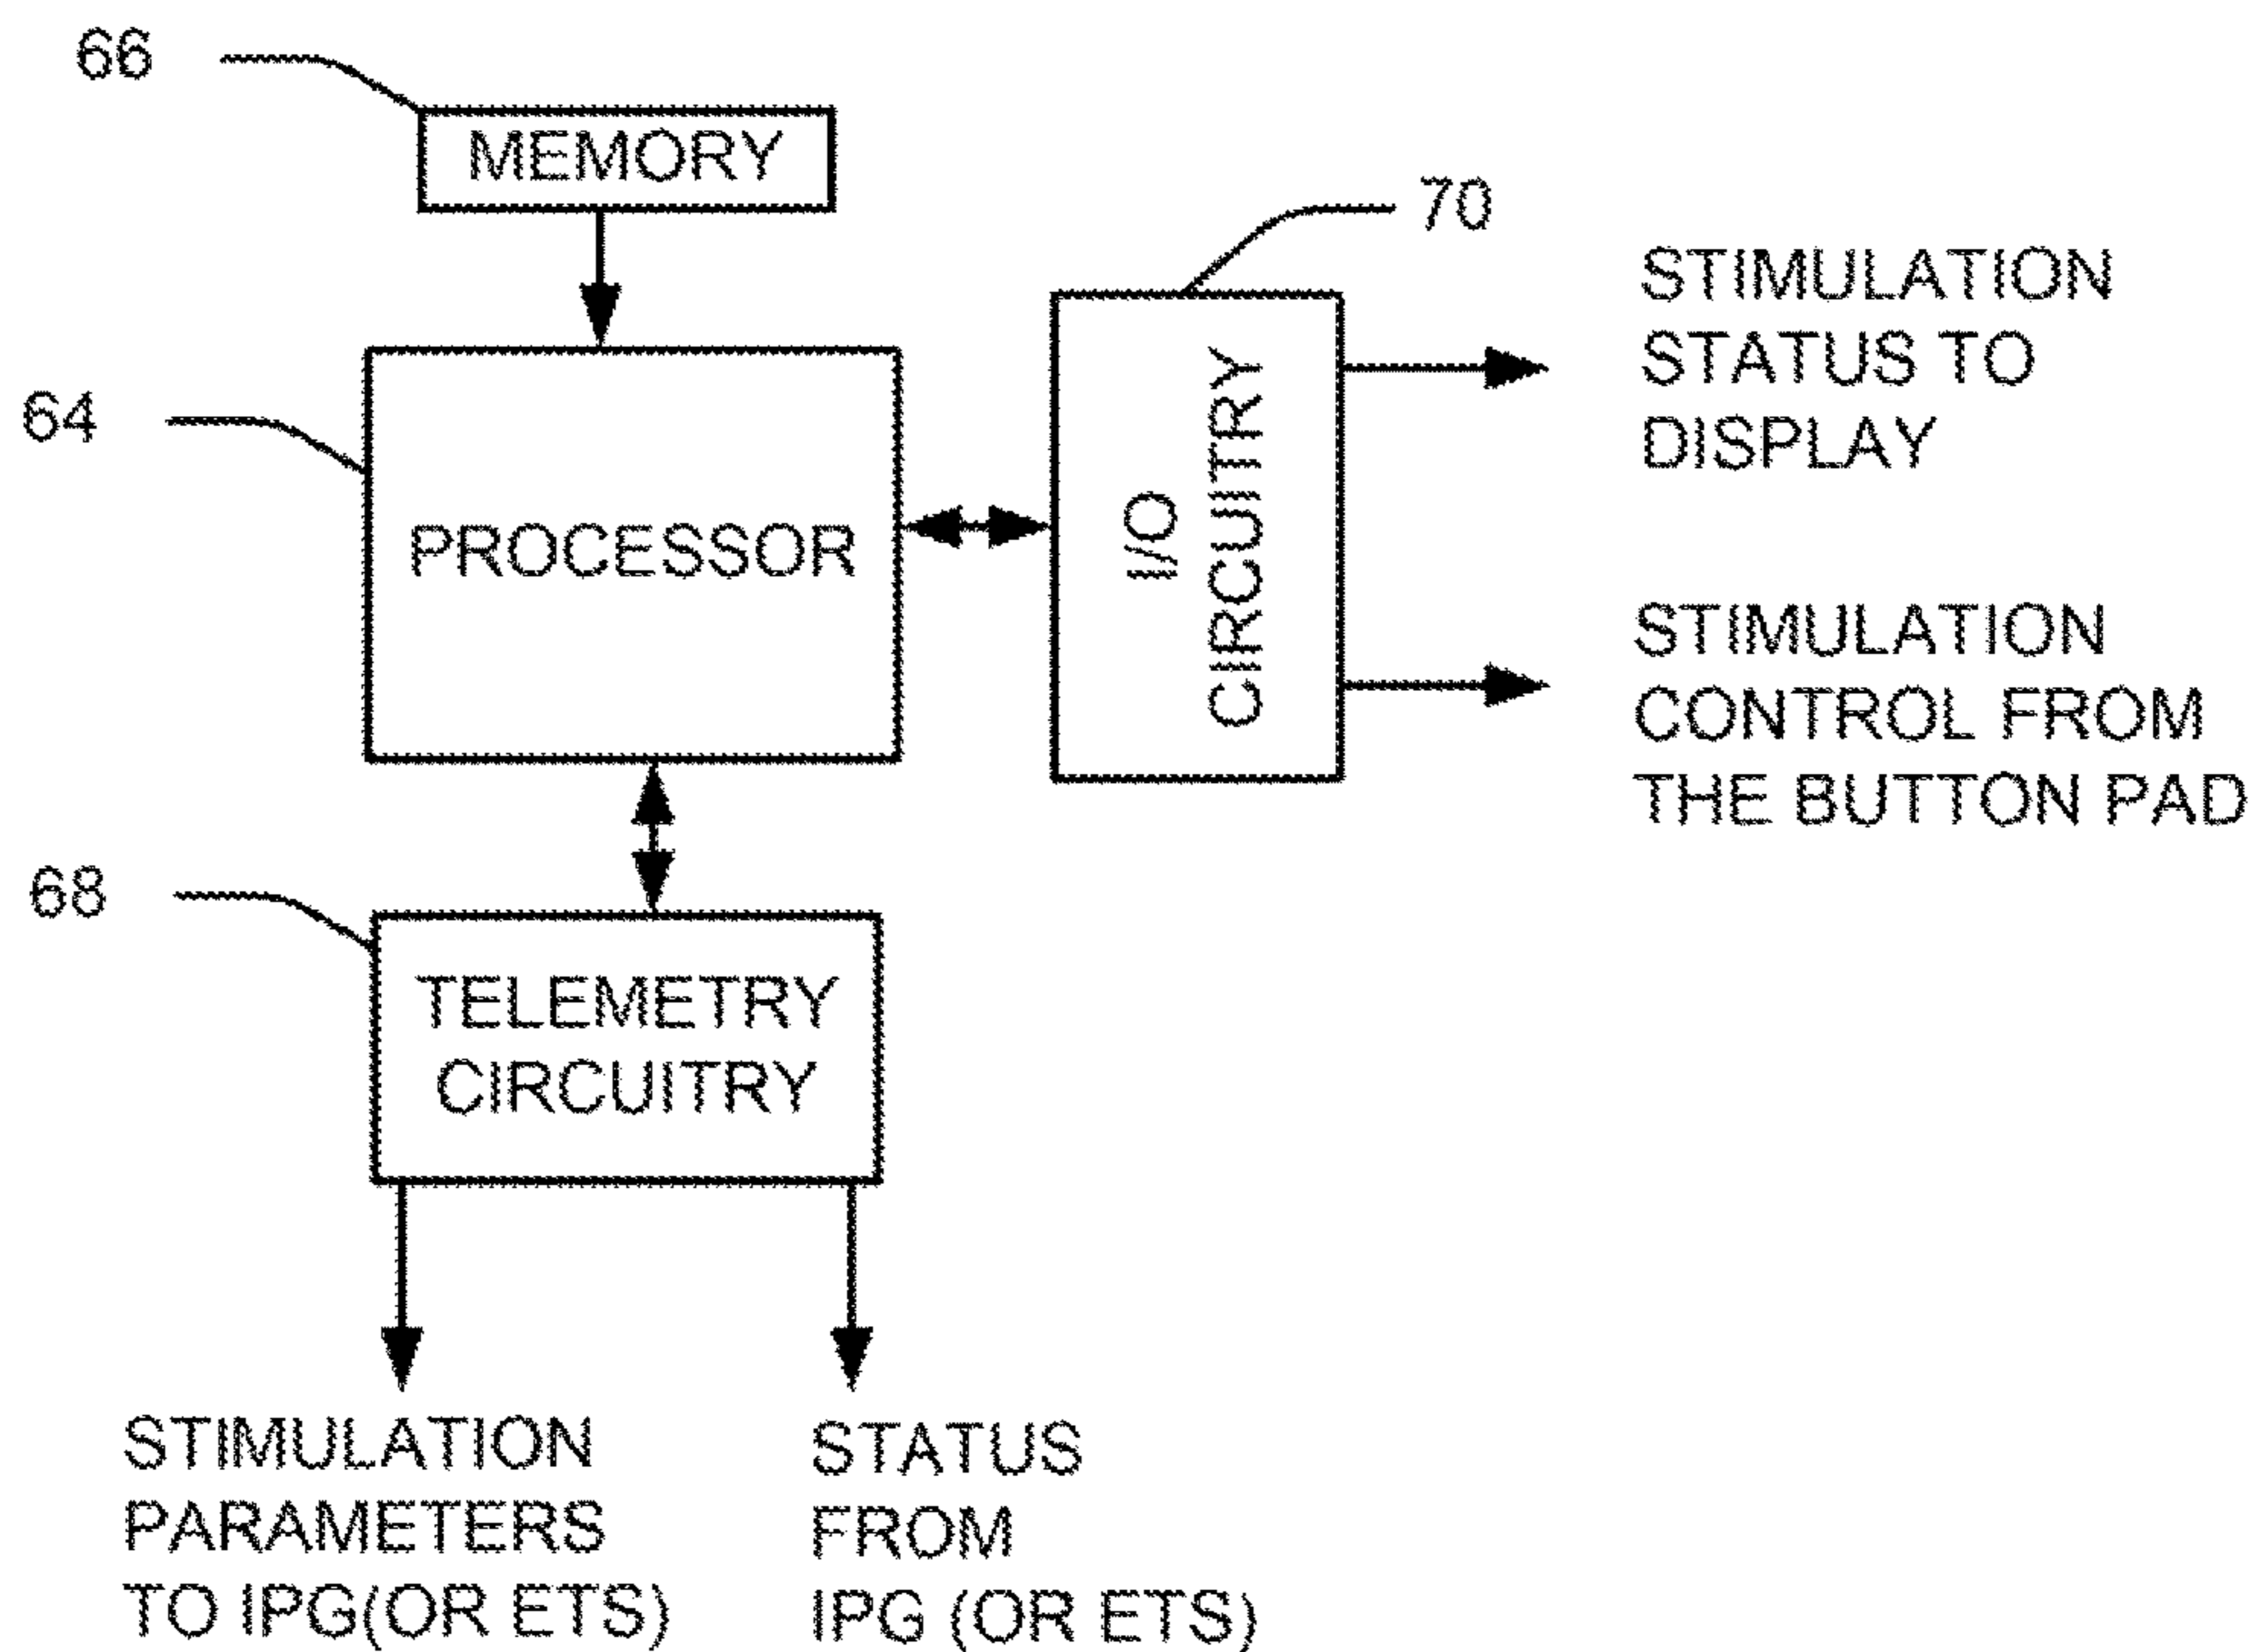 66
MEMORY
70
STIMULATION
STATUS TO
DISPLAY
64
PROCESSOR
I/O
CIRCUITRY
STIMULATION
CONTROL FROM
THE BUTTON PAD
68
TELEMETRY
CIRCUITRY
STIMULATION
PARAMETERS
TO IPG(OR ETS)
STATUS
FROM
IPG (OR ETS)